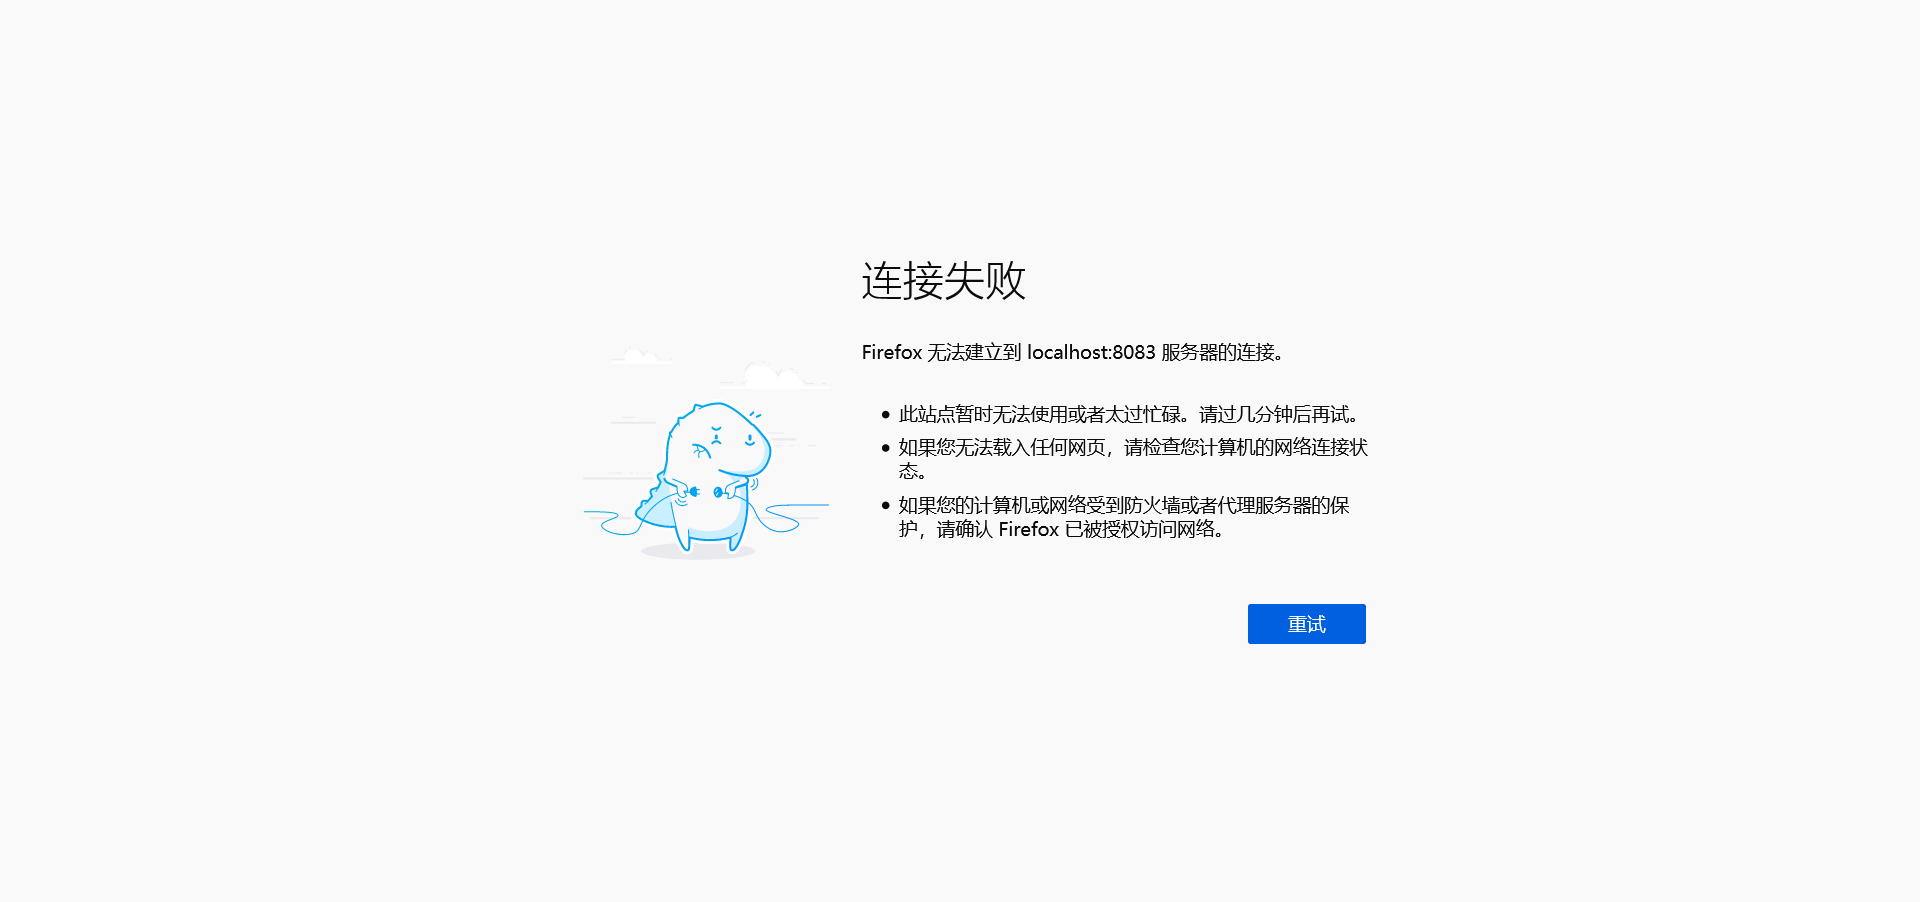 连接失败
Firefox 无法建立到 localhost:8083 服务器的连接。
此站点暂时无法使用或者太过忙碌。请过几分钟后再试。
如果您无法载入任何网页，请检查您计算机的网络连接状
态。
如果您的计算机或网络受到防火墙或者代理服务器的保
护，请确认 Firefox 已被授权访问网络。
重试